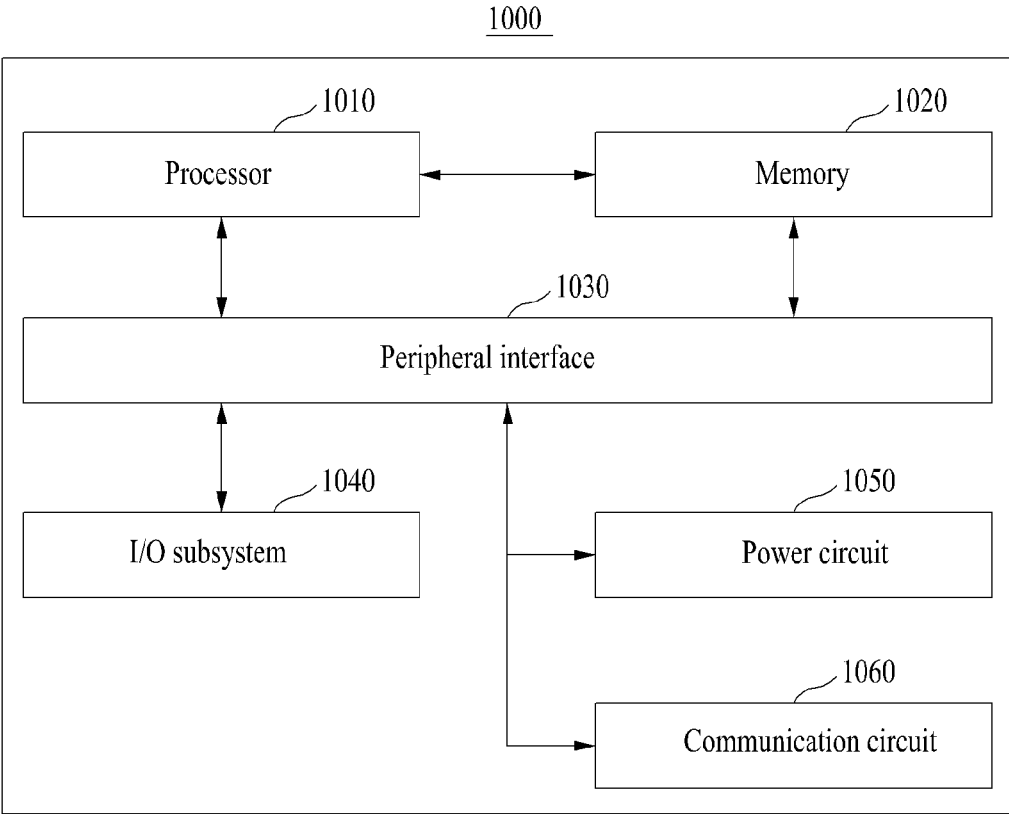 1000
1010
1020
Processor
Memory
1030
Peripheral interface
1040
1050
I/O subsystem
Power circuit
1060
Communication circuit